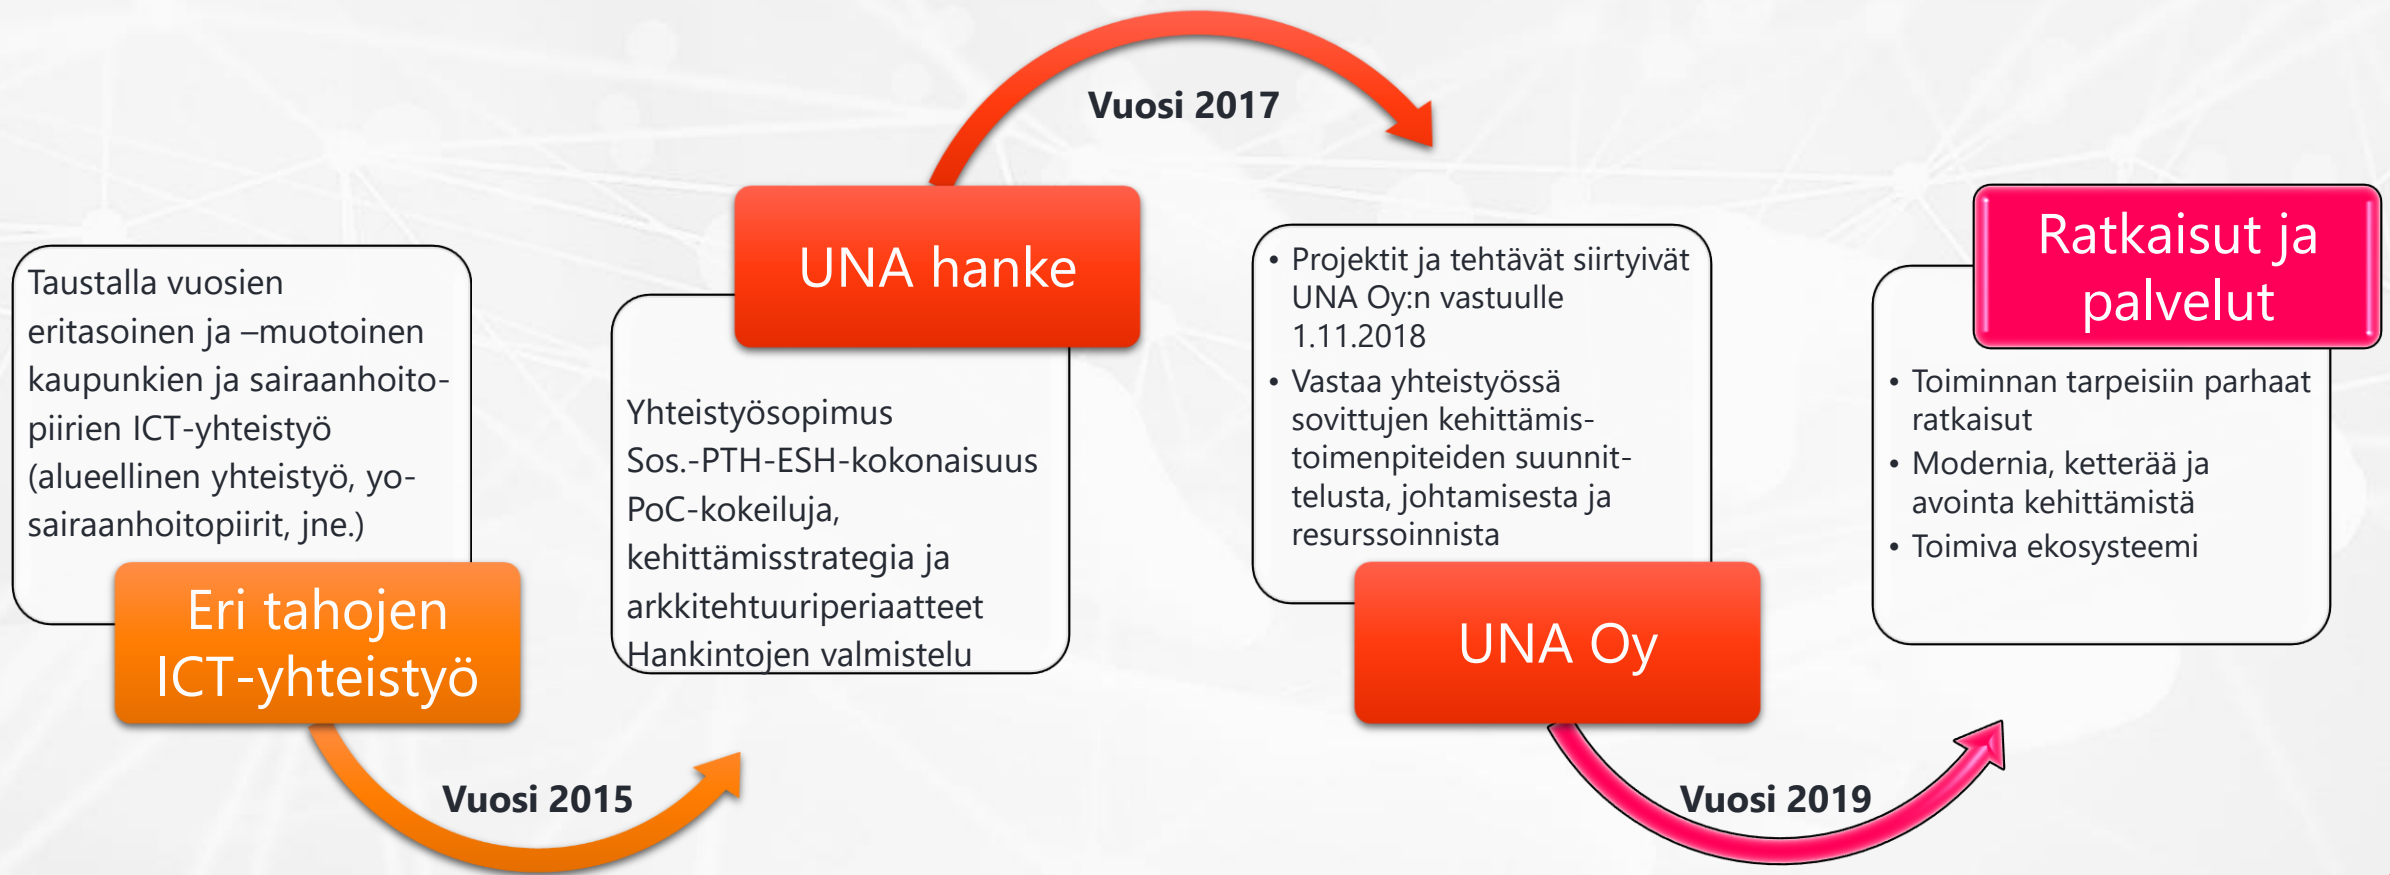 Taustalla vuosien
eritasoinen ja –muotoinen
kaupunkien ja sairaanhoito-
piirien ICT-yhteistyö
(alueellinen yhteistyö, yo-
sairaanhoitopiirit, jne.)
Eri tahojen
ICT-yhteistyö
Vuosi 2015
UNA hanke
Yhteistyösopimus
Sos.-PTH-ESH-kokonaisuus
PoC-kokeiluja,
kehittämisstrategia ja
arkkitehtuuriperiaatteet
Hankintojen valmistelu
Vuosi 2017
• Projektit ja tehtävät siirtyivät
UNA Oy:n vastuulle
1.11.2018
• Vastaa yhteistyössä
sovittujen kehittämis-
toimenpiteiden suunnit-
telusta, johtamisesta ja
resurssoinnista
UNA Oy
Vuosi 2019
Ratkaisut ja
palvelut
• Toiminnan tarpeisiin parhaat
ratkaisut
• Modernia, ketterää ja
avointa kehittämistä
• Toimiva ekosysteemi